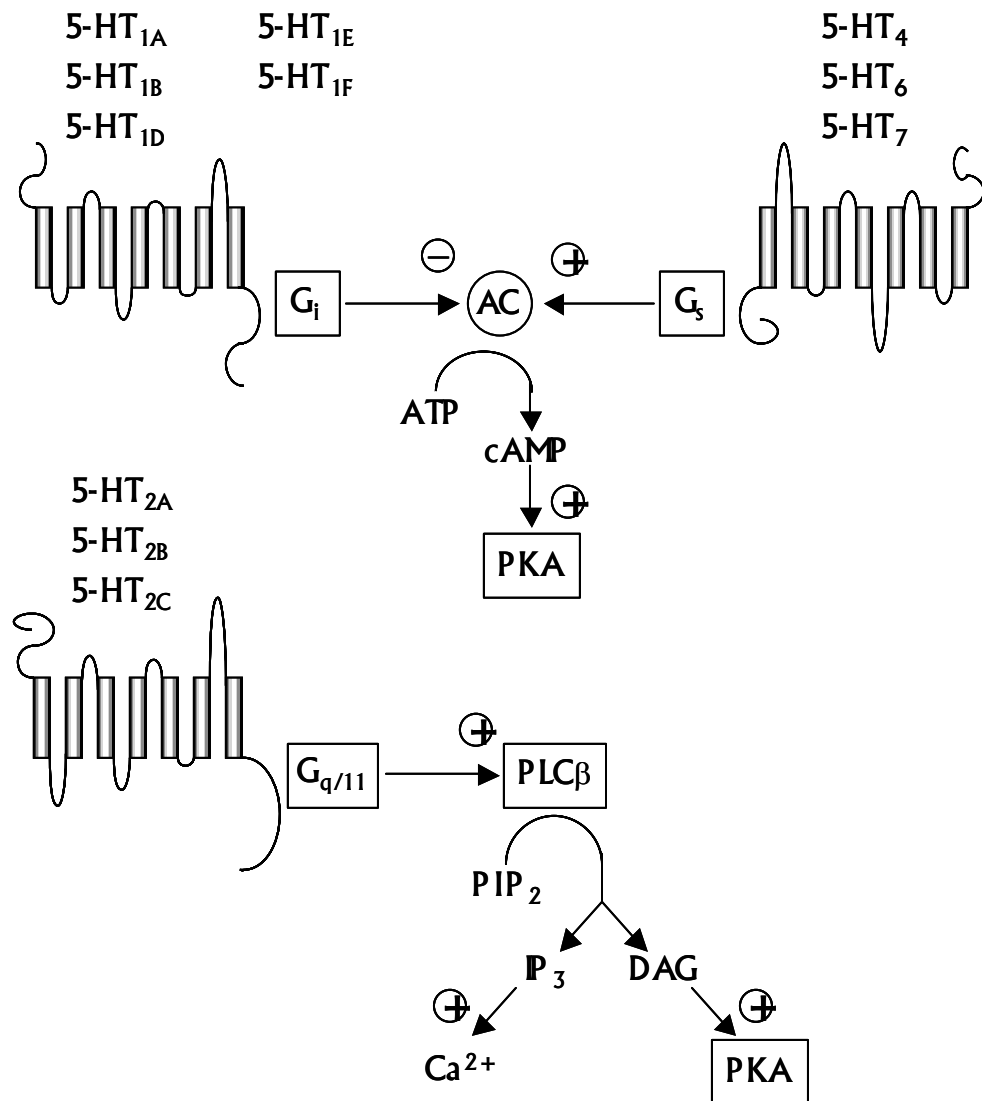 5-HT1A 5-HT1E 5-HT4
5-HT1B 5-HT1F 5-HT6
5-HT1D 5-HT7
− +
Gi AC Gs
ATP
cAMP
+
PKA
5-HT2A
5-HT2B
5-HT2C
+
Gq/11 PLCβ
PIP2
IP3 DAG
+ +
Ca2+ PKA